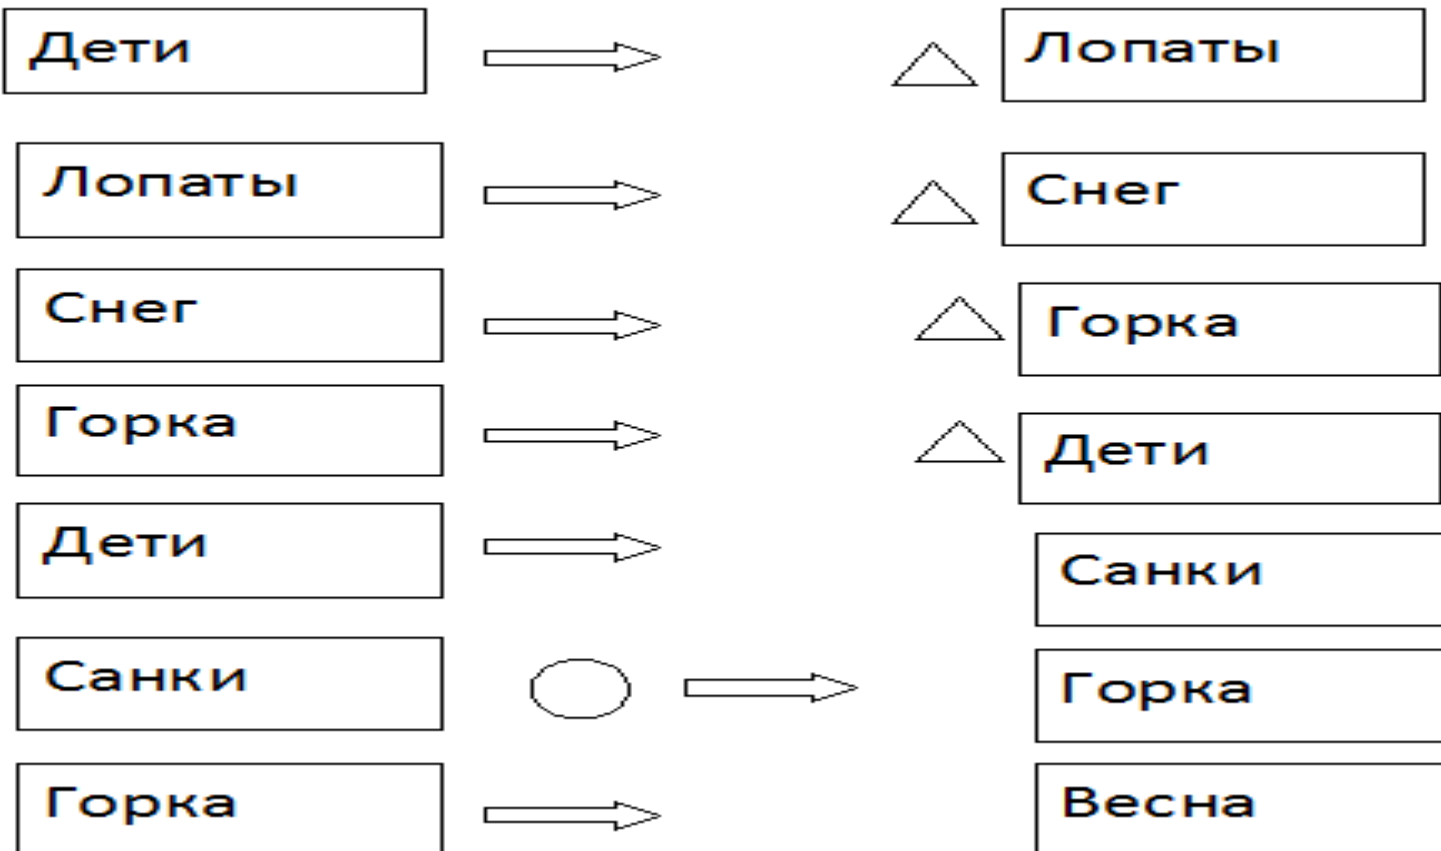 Дети Лопаты
Лопаты Снег
Снег Горка
Горка Дети
Дети Санки
Санки Горка
Горка Весна